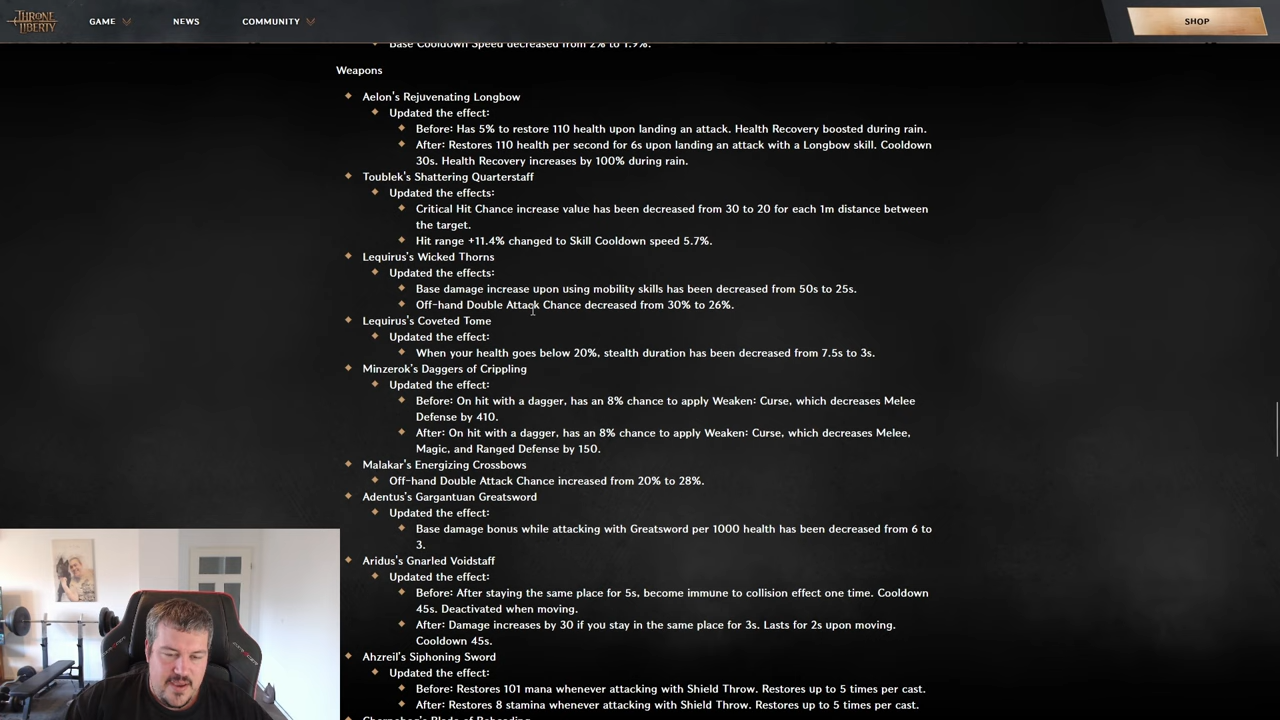 THRONE
LIBERTY
GAME
NEWS
COMMUNITY
SHOP
Base Cooldown Speed decreased from 2% to 1.9%.
Weapons
Aelon's Rejuvenating Longbow
Updated the effect:
Before: Has 5% to restore 110 health upon landing an attack. Health Recovery boosted during rain.
After: Restores 110 health per second for 6s upon landing an attack with a Longbow skill. Cooldown
30s. Health Recovery increases by 100% during rain.
Toublek's Shattering Quarterstaff
Updated the effects:
Critical Hit Chance increase value has been decreased from 30 to 20 for each 1m distance between
the target.
Hit range +11.4% changed to Skill Cooldown speed 5.7%.
Lequirus's Wicked Thorns
Updated the effects:
Base damage increase upon using mobility skills has been decreased from 50s to 25s.
Off-hand Double Attack Chance decreased from 30% to 26%.
Lequirus's Coveted Tome
Updated the effect:
When your health goes below 20%, stealth duration has been decreased from 7.5s to 3s.
Minzerok's Daggers of Crippling
Updated the effect:
Before: On hit with a dagger, has an 8% chance to apply Weaken: Curse, which decreases Melee
Defense by 410.
After: On hit with a dagger, has an 8% chance to apply Weaken: Curse, which decreases Melee,
Magic, and Ranged Defense by 150.
Malakar's Energizing Crossbows
Off-hand Double Attack Chance increased from 20% to 28%.
Adentus's Gargantuan Greatsword
Updated the effect:
Base damage bonus while attacking with Greatsword per 1000 health has been decreased from 6 to
3.
Aridus's Gnarled Voidstaff
Updated the effect:
Before: After staying the same place for 5s, become immune to collision effect one time. Cooldown
45s. Deactivated when moving.
After: Damage increases by 30 if you stay in the same place for 3s. Lasts for 2s upon moving.
Cooldown 45s.
Ahzreil's Siphoning Sword
Updated the effect:
Before: Restores 101 mana whenever attacking with Shield Throw. Restores up to 5 times per cast.
After: Restores 8 stamina whenever attacking with Shield Throw. Restores up to 5 times per cast.